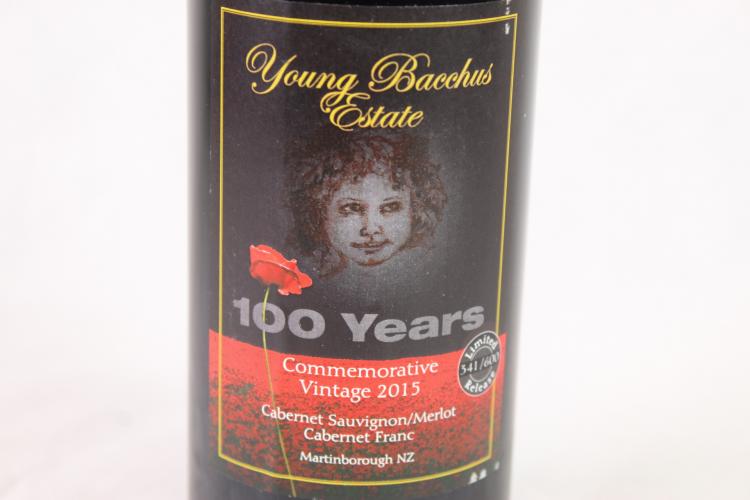 Young Bacchus
Estate
100 Years
Commemorative
Vintage 2015
Limited
341/600
Release
Cabernet Sauvignon/Merlot
Cabernet Franc
Martinborough NZ